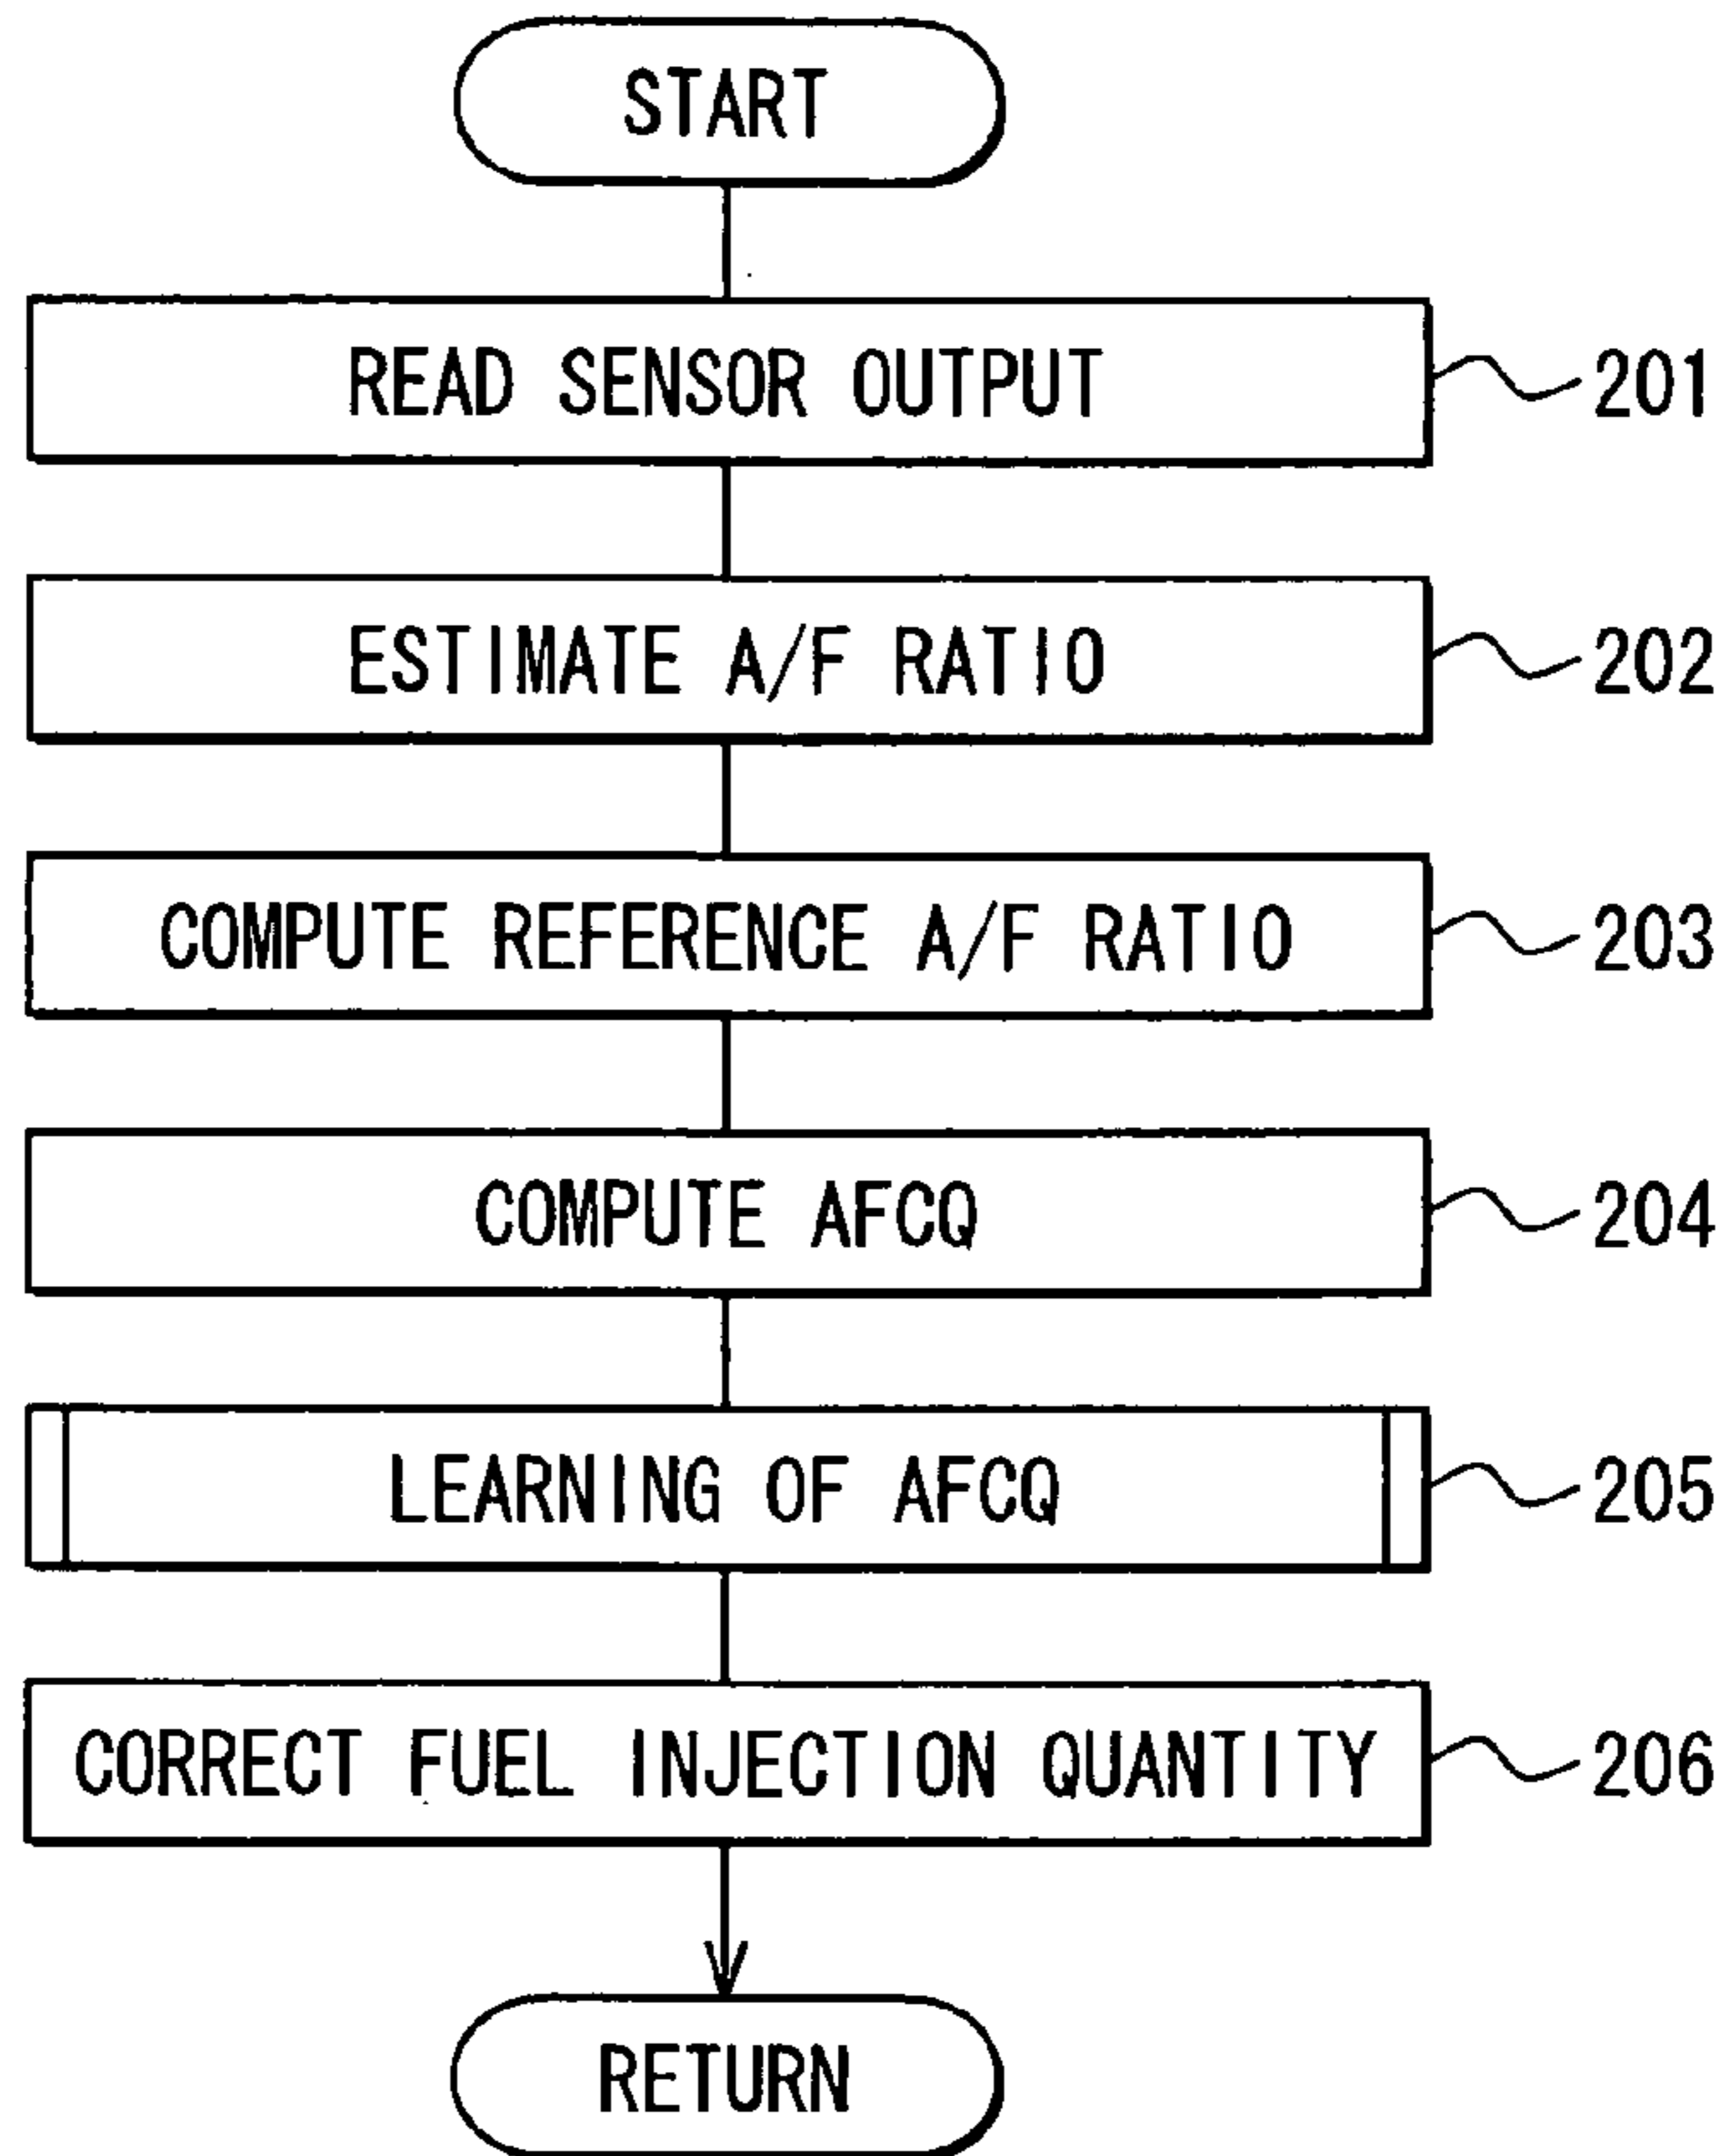 START
READ SENSOR OUTPUT
201
ESTIMATE A/F RATIO
202
COMPUTE REFERENCE A/F RATIO
203
COMPUTE AFCQ
204
LEARNING OF AFCQ
205
CORRECT FUEL INJECTION QUANTITY
206
RETURN